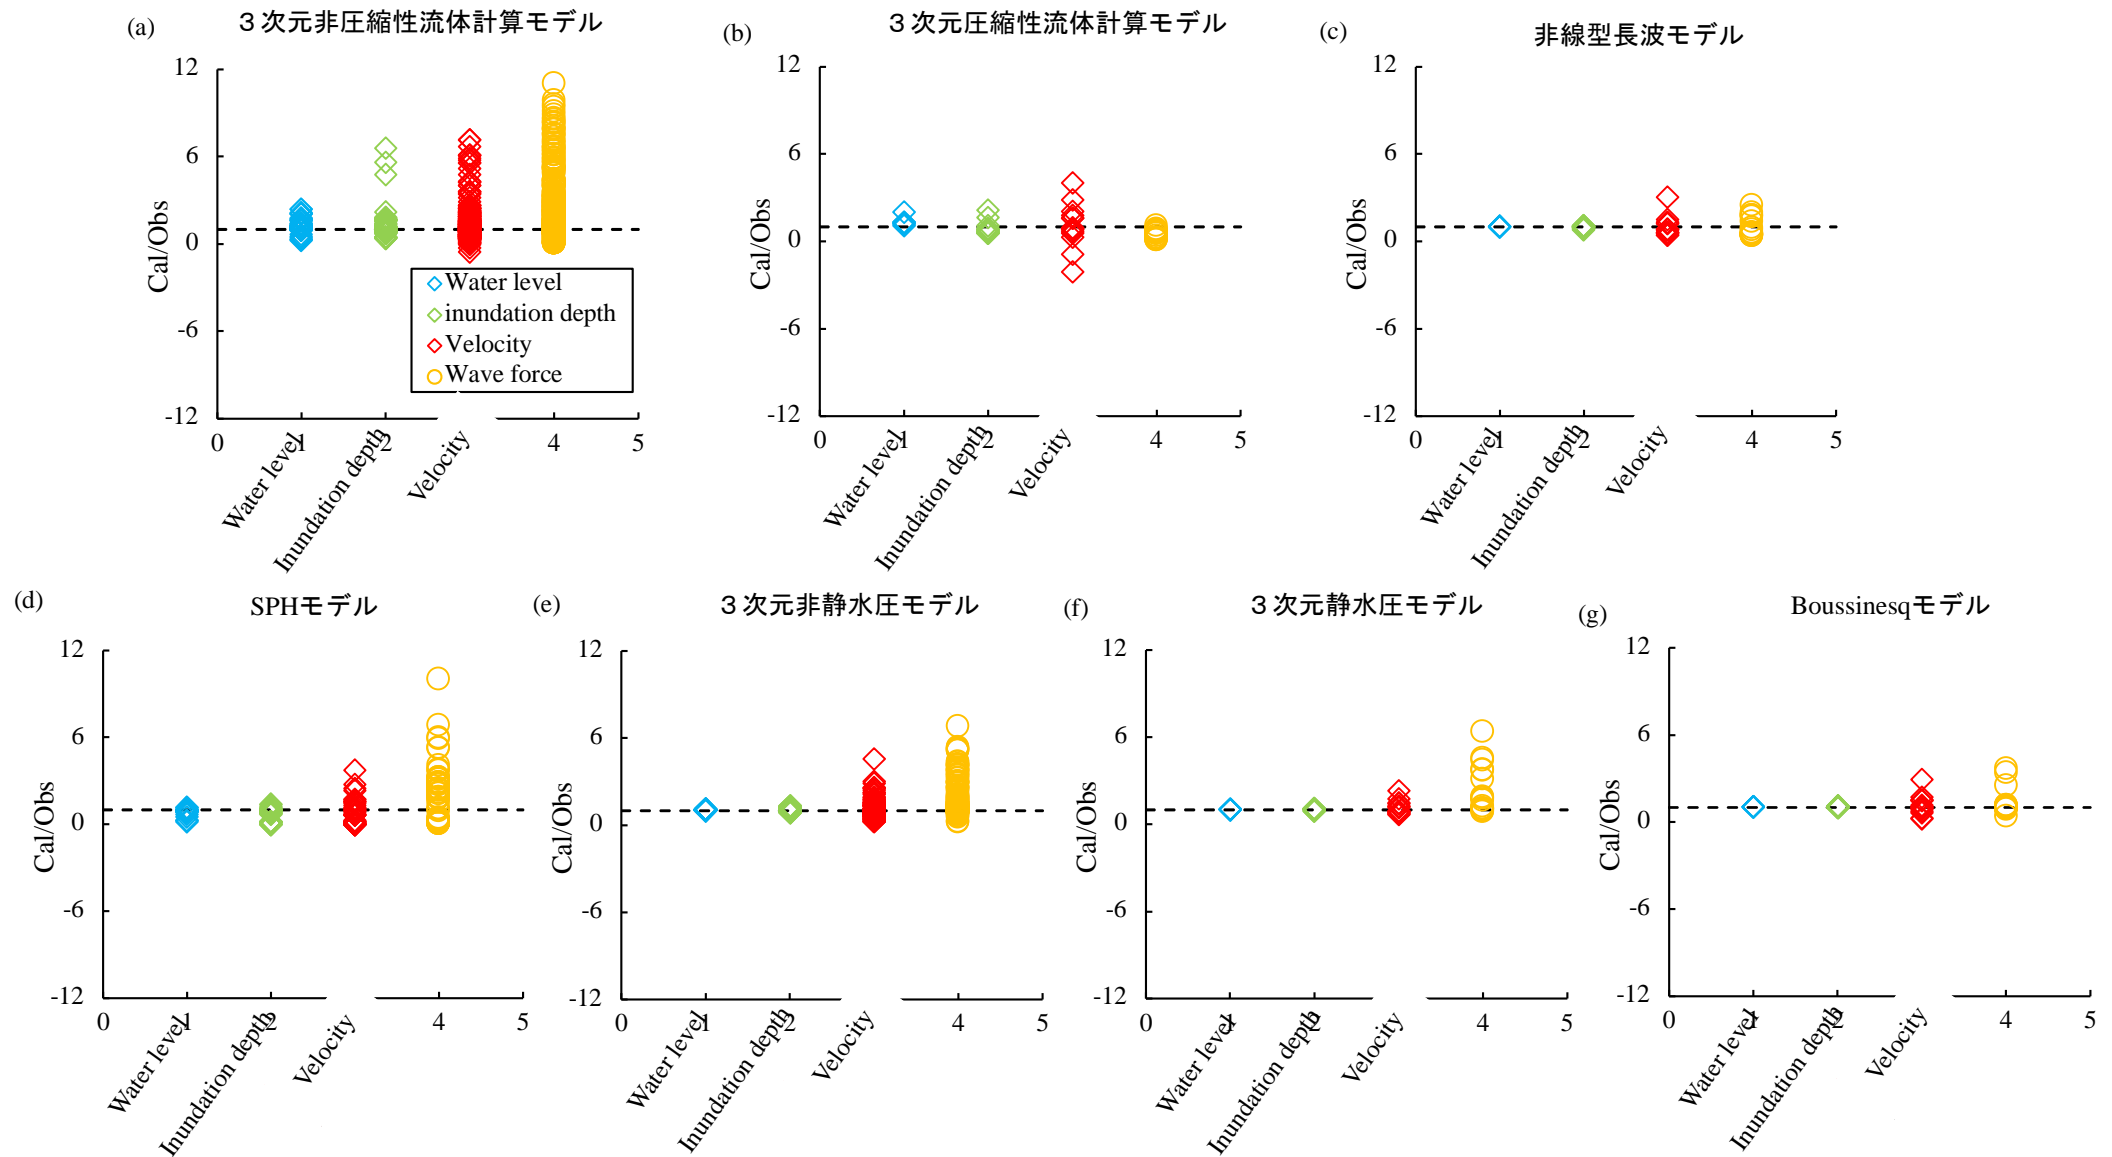 (a)
３次元非圧縮性流体計算モデル
12
6
0
-6
-12
Cal/Obs
Water level
inundation depth
Velocity
Wave force
0
1
2
4
5
Water level
Inundation depth
Velocity
(b)
３次元圧縮性流体計算モデル
12
6
0
-6
-12
Cal/Obs
0
1
2
4
5
Water level
Inundation depth
Velocity
(c)
非線型長波モデル
12
6
0
-6
-12
Cal/Obs
0
1
2
4
5
Water level
Inundation depth
Velocity
(d)
SPHモデル
12
6
0
-6
-12
Cal/Obs
0
1
2
4
5
Water level
Inundation depth
Velocity
(e)
３次元非静水圧モデル
12
6
0
-6
-12
Cal/Obs
0
1
2
4
5
Water level
Inundation depth
Velocity
(f)
３次元静水圧モデル
12
6
0
-6
-12
Cal/Obs
0
1
2
4
5
Water level
Inundation depth
Velocity
(g)
Boussinesqモデル
12
6
0
-6
-12
Cal/Obs
0
1
2
4
5
Water level
Inundation depth
Velocity